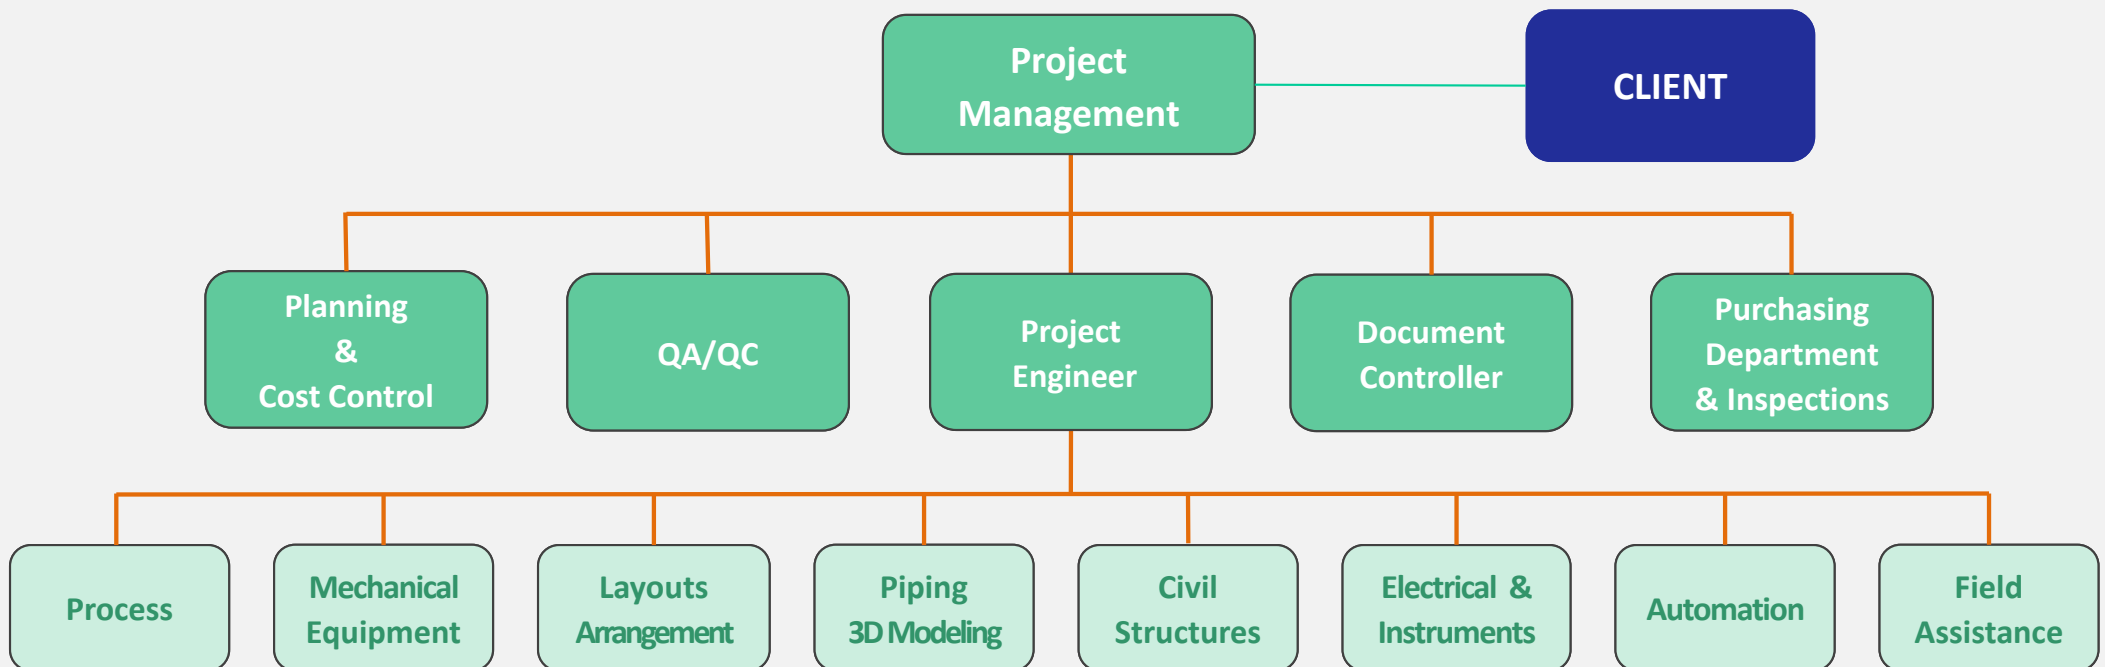 Project
Management
CLIENT
Planning
&
Cost Control
QA/QC
Project
Engineer
Document
Controller
Purchasing
Department
& Inspections
Process
Mechanical
Equipment
Layouts
Arrangement
Piping
3D Modeling
Civil
Structures
Electrical &
Instruments
Automation
Field
Assistance